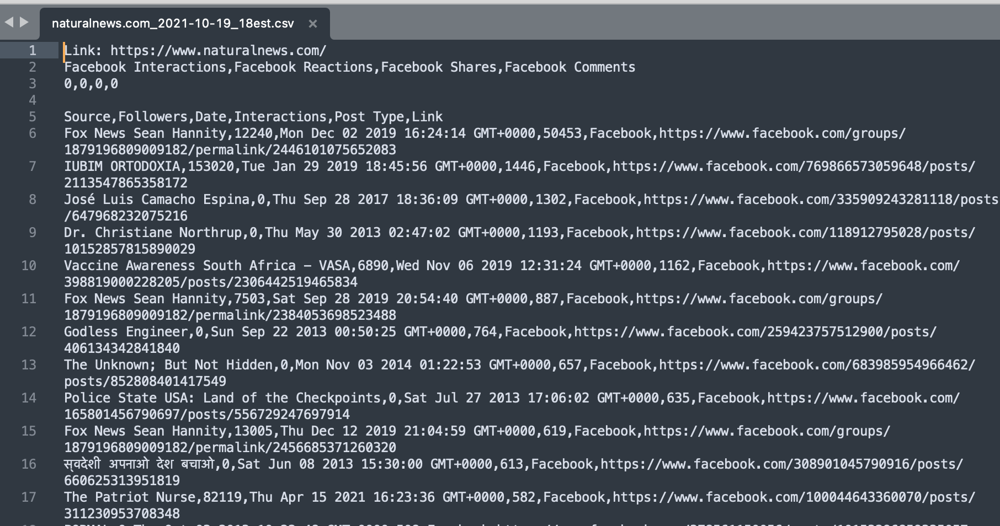 naturalnews.com_2021-10-19_18est.csv ×
1 Link: https://www.naturalnews.com/
2 Facebook Interactions,Facebook Reactions,Facebook Shares,Facebook Comments
3 0,0,0,0
4
5 Source,Followers,Date,Interactions,Post Type,Link
6 Fox News Sean Hannity,12240,Mon Dec 02 2019 16:24:14 GMT+0000,50453,Facebook,https://www.facebook.com/groups/
1879196809009182/permalink/2446101075652083
7 IUBIM ORTODOXIA,153020,Tue Jan 29 2019 18:45:56 GMT+0000,1446,Facebook,https://www.facebook.com/769866573059648/posts/
2113547865358172
8 José Luis Camacho Espina,0,Thu Sep 28 2017 18:36:09 GMT+0000,1302,Facebook,https://www.facebook.com/335909243281118/posts
/647968232075216
9 Dr. Christiane Northrup,0,Thu May 30 2013 02:47:02 GMT+0000,1193,Facebook,https://www.facebook.com/118912795028/posts/
10152857815890029
10 Vaccine Awareness South Africa – VASA,6890,Wed Nov 06 2019 12:31:24 GMT+0000,1162,Facebook,https://www.facebook.com/
398819000228205/posts/2306442519465834
11 Fox News Sean Hannity,7503,Sat Sep 28 2019 20:54:40 GMT+0000,887,Facebook,https://www.facebook.com/groups/
1879196809009182/permalink/2384053698523488
12 Godless Engineer,0,Sun Sep 22 2013 00:50:25 GMT+0000,764,Facebook,https://www.facebook.com/259423757512900/posts/
406134342841840
13 The Unknown; But Not Hidden,0,Mon Nov 03 2014 01:22:53 GMT+0000,657,Facebook,https://www.facebook.com/683985954966462/
posts/852808401417549
14 Police State USA: Land of the Checkpoints,0,Sat Jul 27 2013 17:06:02 GMT+0000,635,Facebook,https://www.facebook.com/
165801456790697/posts/556729247697914
15 Fox News Sean Hannity,13005,Thu Dec 12 2019 21:04:59 GMT+0000,619,Facebook,https://www.facebook.com/groups/
1879196809009182/permalink/2456685371260320
16 स्वदेशी अपनाओ देश बचाओ,0,Sat Jun 08 2013 15:30:00 GMT+0000,613,Facebook,https://www.facebook.com/308901045790916/posts/
660625313951819
17 The Patriot Nurse,82119,Thu Apr 15 2021 16:23:36 GMT+0000,582,Facebook,https://www.facebook.com/100044643360070/posts/
311230953708348